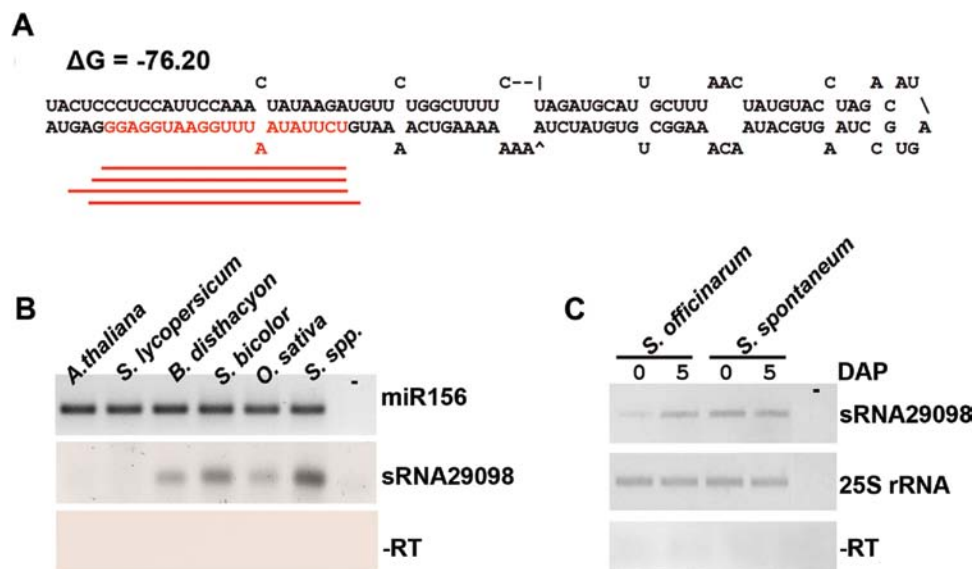 A
ΔG = -76.20
C C C--| U AAC C A AU
UACUCCCUCCAUUCCAAA UAUAAGAUGUU UGGCUUUU UAGAUGCAU GCUUU UAUGUAC UAG C \
AUGAGGGAGGUAAGGUUU AUAUUCUGUAA ACUGAAAA AUCUAUGUG CGGAA AUACGUG AUC G A
A A AAA^ U ACA A C UG
B
A.thaliana S. lycopersicum B. disthacyon S. bicolor O. sativa S. spp. -
miR156
sRNA29098
-RT
C
S. officinarum S. spontaneum
0 5 0 5 DAP
-
sRNA29098
25S rRNA
-RT